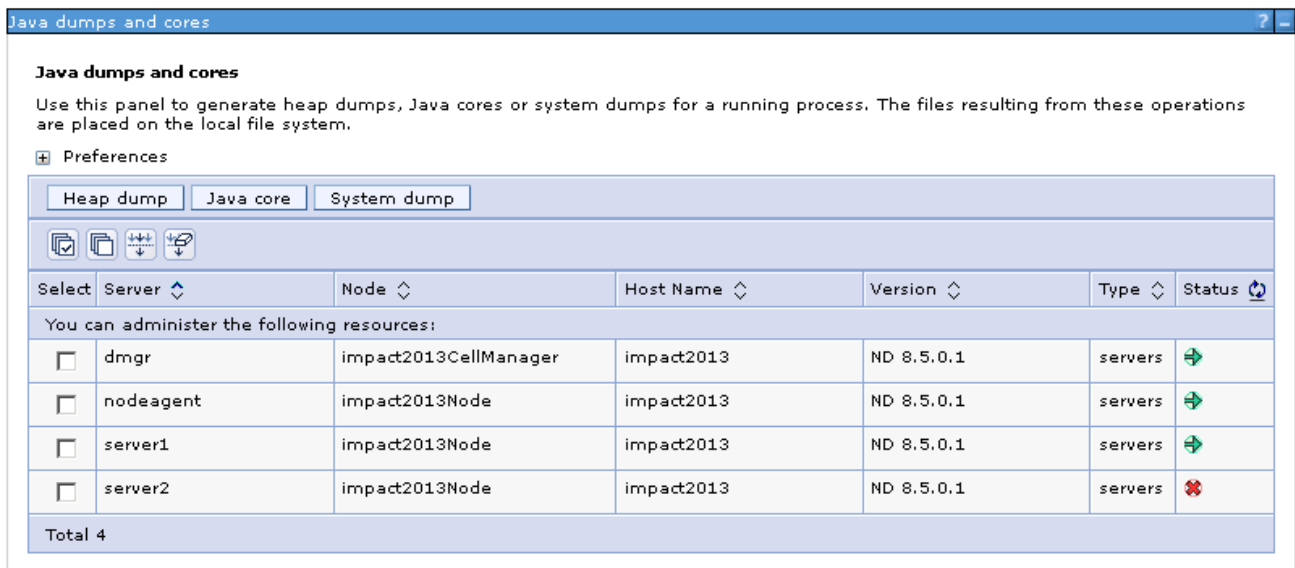 Java dumps and cores ? –
Java dumps and cores
Use this panel to generate heap dumps, Java cores or system dumps for a running process. The files resulting from these operations
are placed on the local file system.
+ Preferences
Heap dump Java core System dump
Select Server Node Host Name Version Type Status
You can administer the following resources:
dmgr impact2013CellManager impact2013 ND 8.5.0.1 servers
nodeagent impact2013Node impact2013 ND 8.5.0.1 servers
server1 impact2013Node impact2013 ND 8.5.0.1 servers
server2 impact2013Node impact2013 ND 8.5.0.1 servers
Total 4